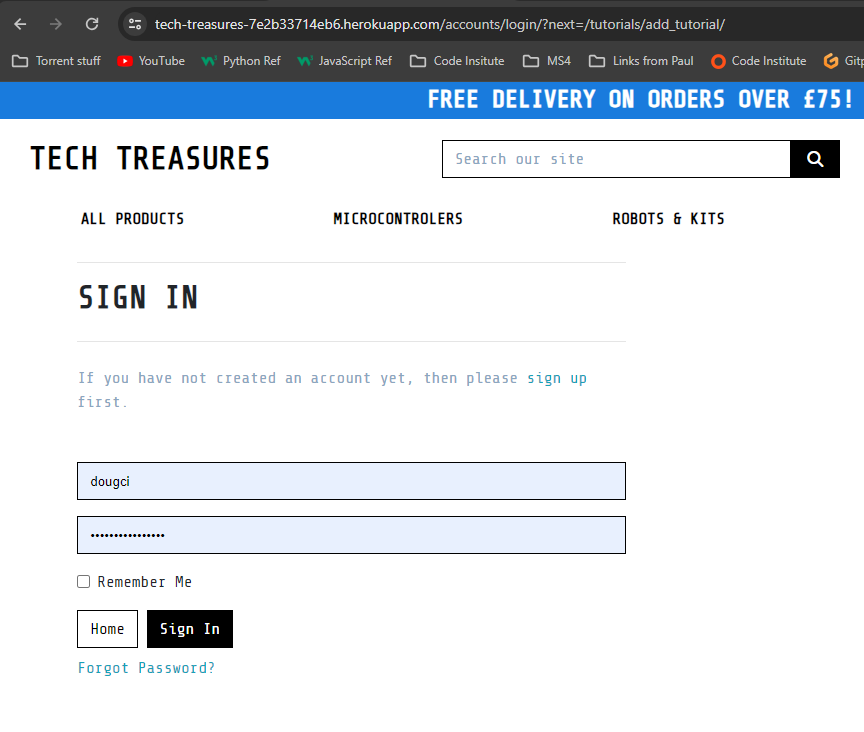 tech-treasures-7e2b33714eb6.herokuapp.com/accounts/login/?next=/tutorials/add_tutorial/
Torrent stuff YouTube Python Ref JavaScript Ref Code Insitute MS4 Links from Paul Code Institute Gitp
FREE DELIVERY ON ORDERS OVER £75!
TECH TREASURES
Search our site
ALL PRODUCTS MICROCONTROLERS ROBOTS & KITS
SIGN IN
If you have not created an account yet, then please sign up
first.
dougci
••••••••••••••••
Remember Me
Home Sign In
Forgot Password?